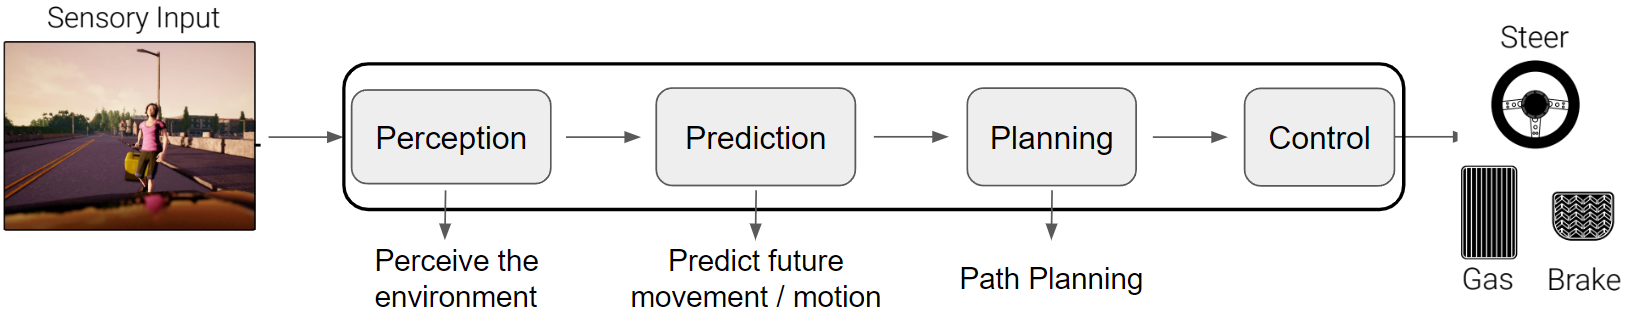 Sensory Input
Perception
Prediction
Planning
Control
Steer
Gas
Brake
Perceive the
environment
Predict future
movement / motion
Path Planning